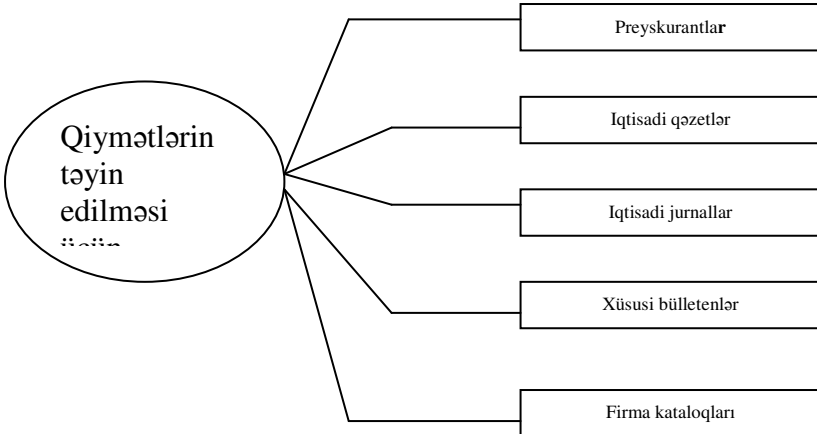 Qiymətlərin
təyin
edilməsi
Preyskurantlar
Iqtisadi qəzetlər
Iqtisadi jurnallar
Xüsusi bülletenlər
Firma kataloqları